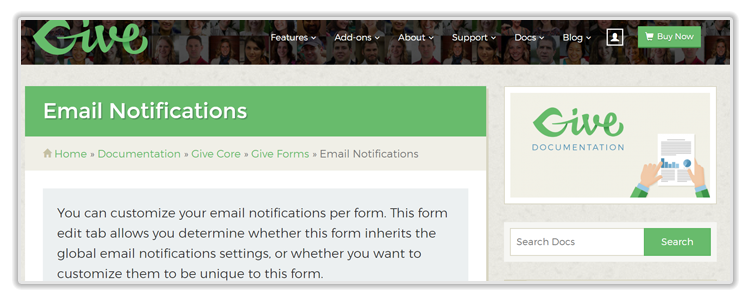 Give
Features Add-ons About Support Docs Blog Buy Now
Email Notifications
Home » Documentation » Give Core » Give Forms » Email Notifications
You can customize your email notifications per form. This form
edit tab allows you determine whether this form inherits the
global email notifications settings, or whether you want to
customize them to be unique to this form.
Give
DOCUMENTATION
Search Docs Search